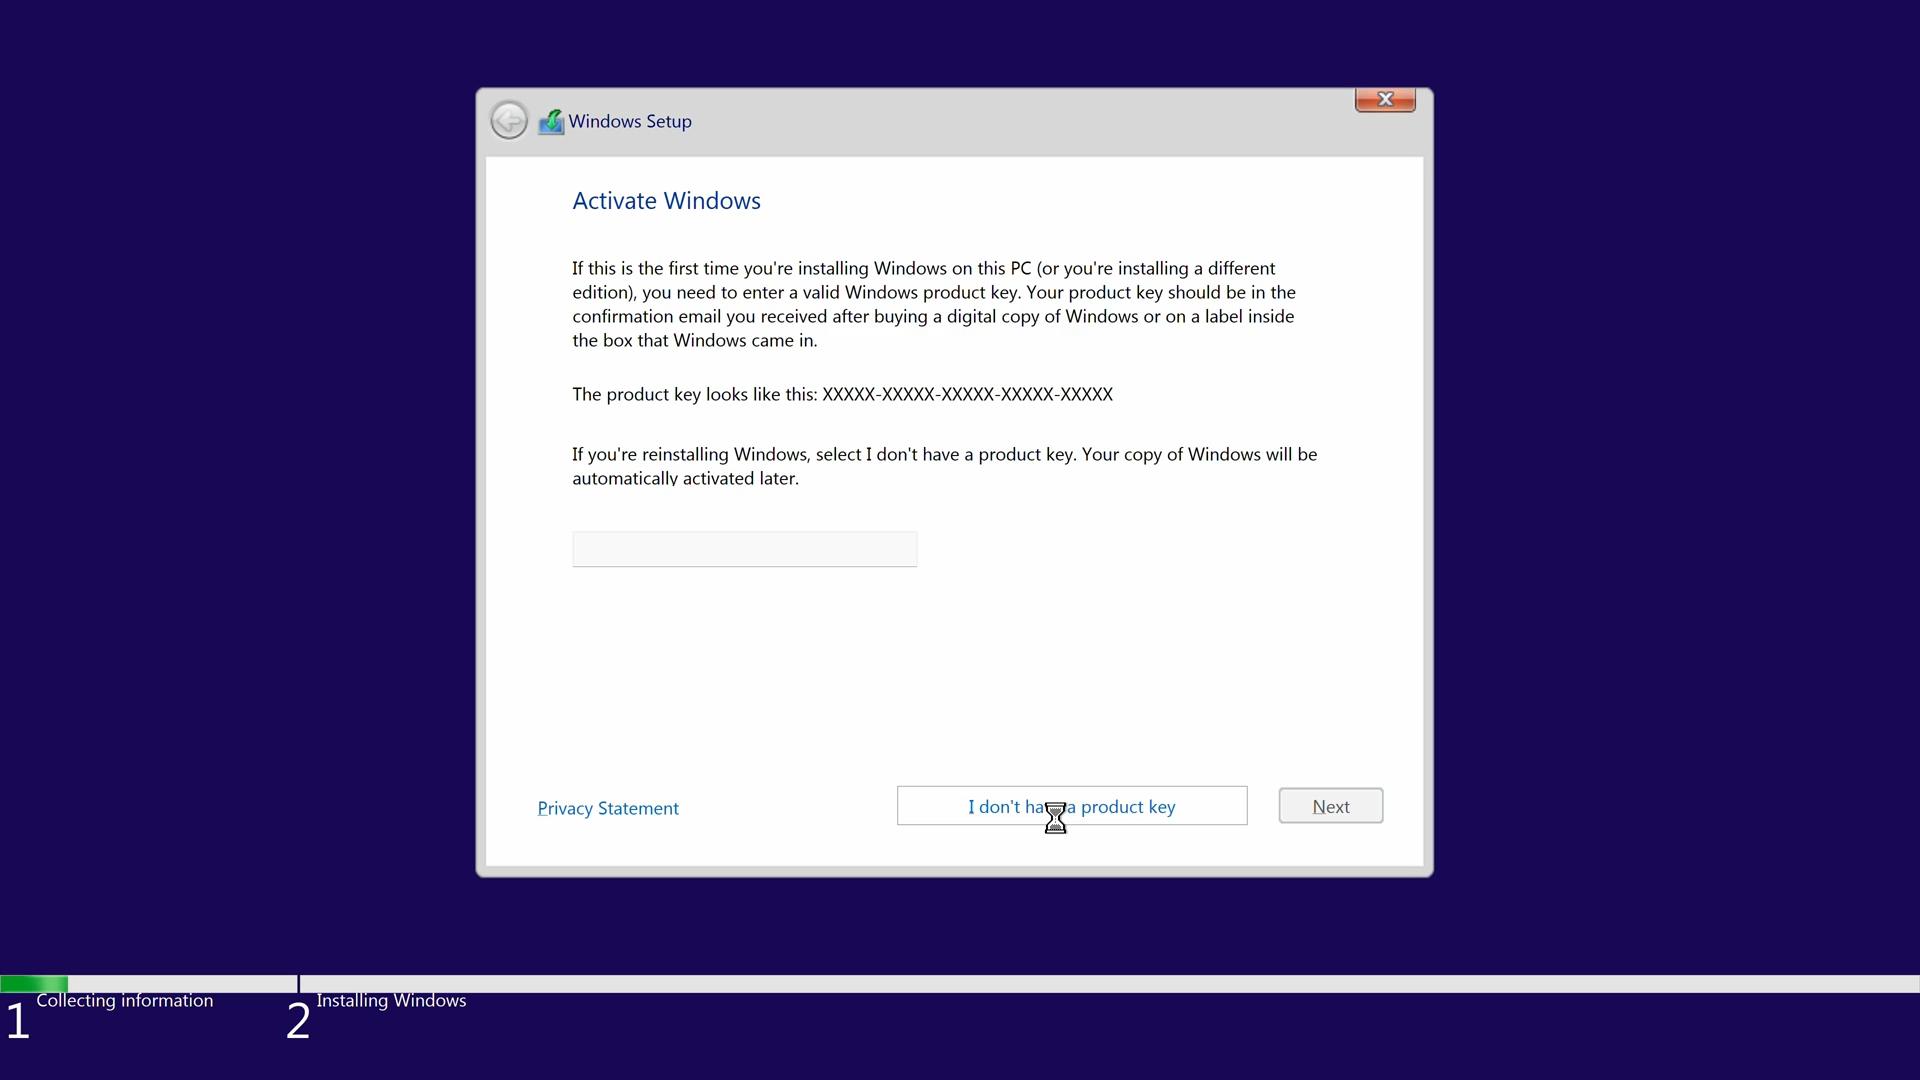 Windows Setup
Activate Windows
If this is the first time you're installing Windows on this PC (or you're installing a different
edition), you need to enter a valid Windows product key. Your product key should be in the
confirmation email you received after buying a digital copy of Windows or on a label inside
the box that Windows came in.
The product key looks like this: XXXXX-XXXXX-XXXXX-XXXXX-XXXXX
If you're reinstalling Windows, select I don't have a product key. Your copy of Windows will be
automatically activated later.
Privacy Statement
I don't have a product key
Next
1 Collecting information
2 Installing Windows